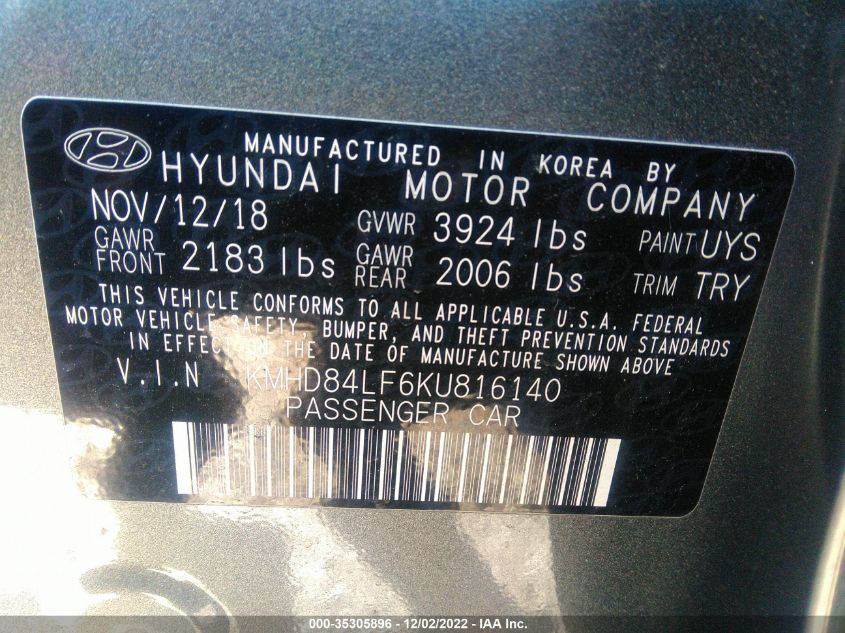 MANUFACTURED IN KOREA BY
HYUNDAI MOTOR COMPANY
NOV/12/18 GVWR 3924 lbs PAINT UYS
GAWR FRONT 2183 lbs GAWR REAR 2006 lbs TRIM TRY
THIS VEHICLE CONFORMS TO ALL APPLICABLE U.S.A. FEDERAL
MOTOR VEHICLE SAFETY, BUMPER, AND THEFT PREVENTION STANDARDS
IN EFFECT ON THE DATE OF MANUFACTURE SHOWN ABOVE
V.I.N KMHD84LF6KU816140
PASSENGER CAR
000-35305896 - 12/02/2022 - IAA Inc.